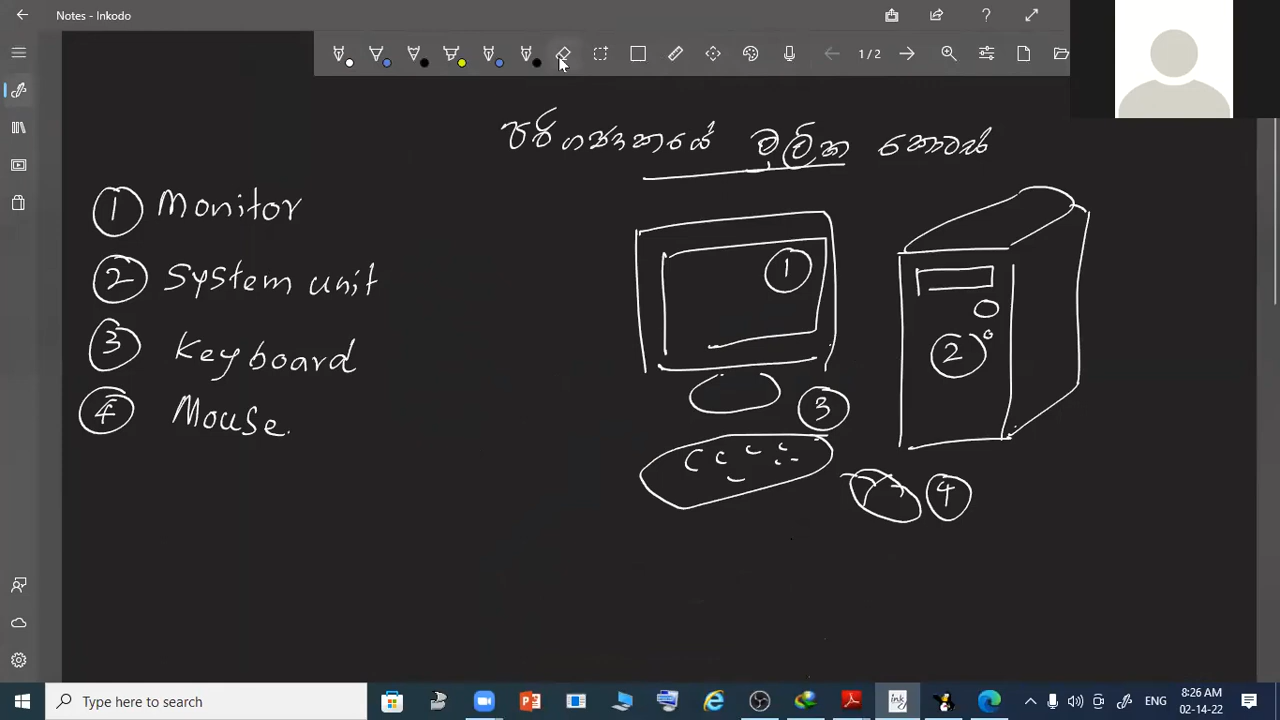 Notes - Inkodo
1/2
පරිගණකයේ මූලික කොටස්
1 Monitor
2 System unit
3 Keyboard
4 Mouse.
1
2
3
4
Type here to search
ENG
8:26 AM
02-14-22